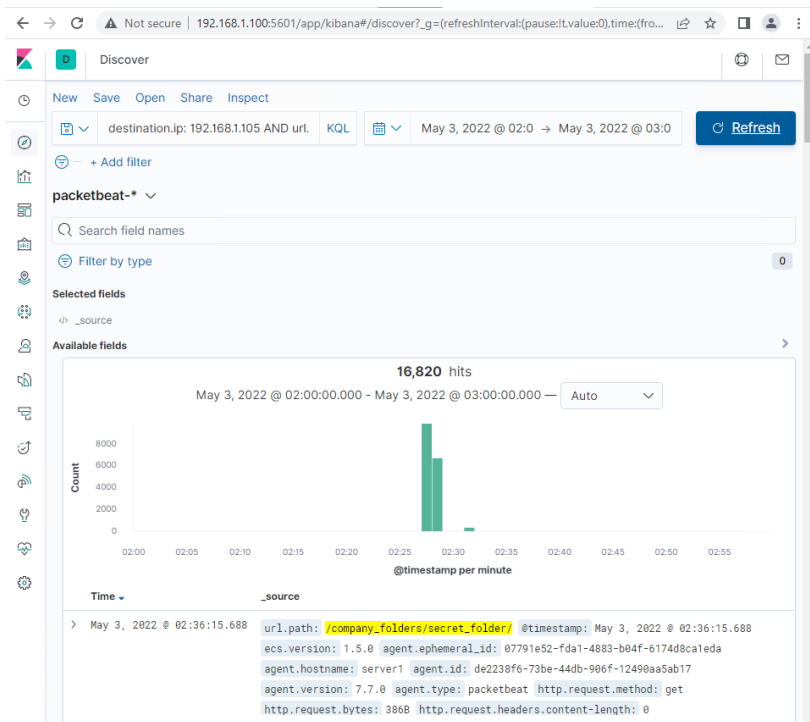 Not secure | 192.168.1.100:5601/app/kibana#/discover?_g=(refreshInterval:(pause:!t,value:0),time:(fro...
D Discover
New Save Open Share Inspect
destination.ip: 192.168.1.105 AND url. KQL May 3, 2022 @ 02:0 → May 3, 2022 @ 03:0 Refresh
+ Add filter
packetbeat-*
Search field names
Filter by type 0
Selected fields
</> _source
Available fields
16,820 hits
May 3, 2022 @ 02:00:00.000 - May 3, 2022 @ 03:00:00.000 — Auto
Count
8000
6000
4000
2000
0
02:00 02:05 02:10 02:15 02:20 02:25 02:30 02:35 02:40 02:45 02:50 02:55
@timestamp per minute
Time _source
May 3, 2022 @ 02:36:15.688 url.path: /company_folders/secret_folder/ @timestamp: May 3, 2022 @ 02:36:15.688
ecs.version: 1.5.0 agent.ephemeral_id: 07791e52-fda1-4883-b04f-6174d8ca1eda
agent.hostname: server1 agent.id: de2238f6-73be-44db-906f-12490aa5ab17
agent.version: 7.7.0 agent.type: packetbeat http.request.method: get
http.request.bytes: 386B http.request.headers.content-length: 0